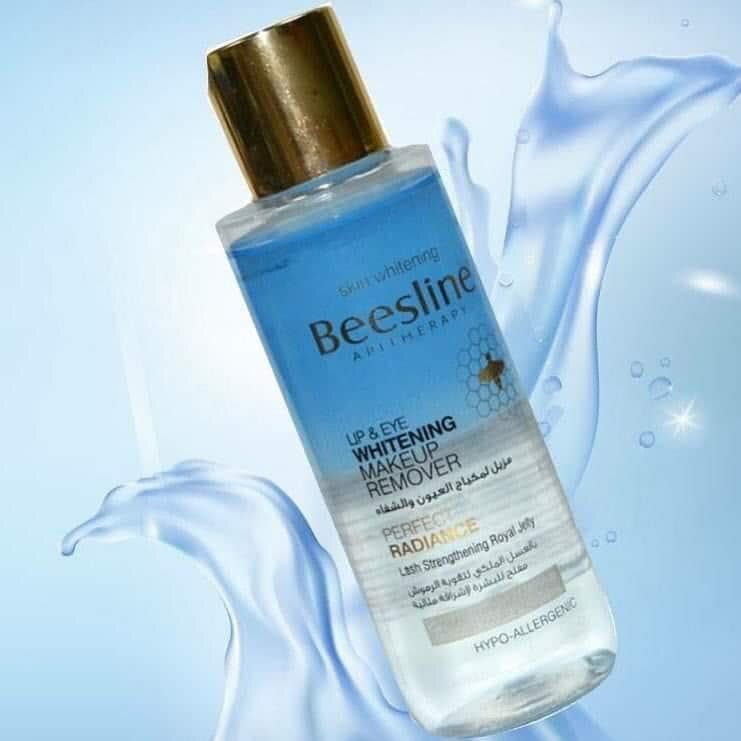 skin whitening
Beesline
APITHERAPY
LIP & EYE
WHITENING
MAKEUP
REMOVER
مزيل لمكياج العيون والشفاه
PERFECT
RADIANCE
Lash Strengthening Royal Jelly
بالعسل الملكي لتقوية الرموش
مفتح للبشرة لإشراقة مثالية
HYPO-ALLERGENIC